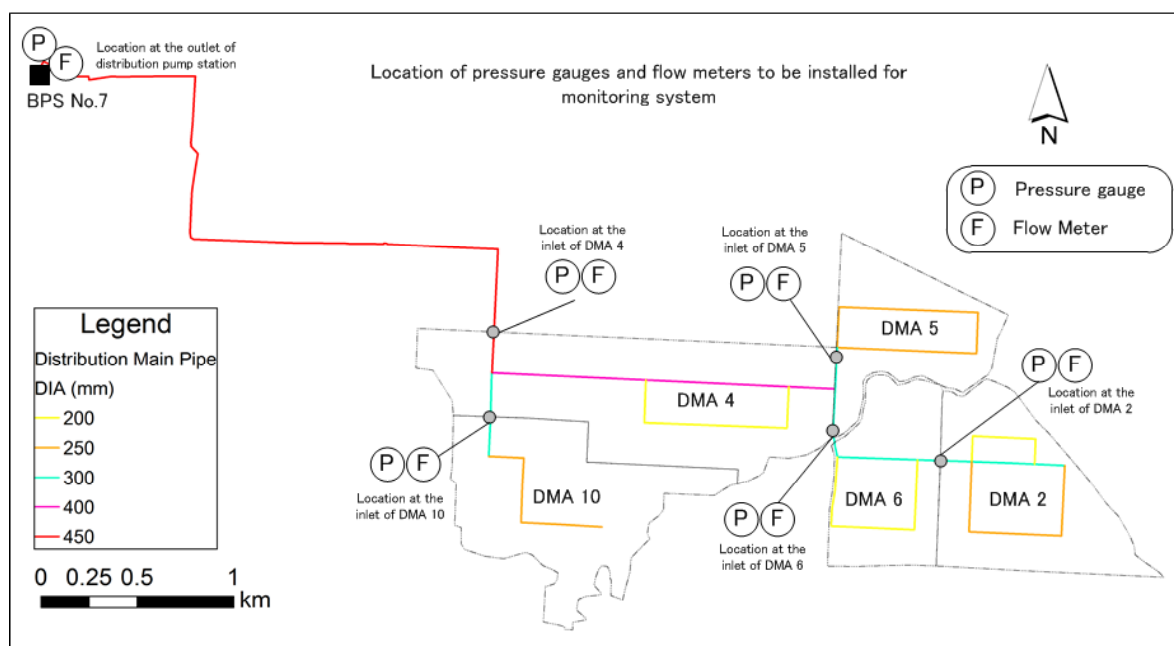 P
F
Location at the outlet of
distribution pump station
BPS No.7
Location of pressure gauges and flow meters to be installed for
monitoring system
N
P Pressure gauge
F Flow Meter
Location at the
inlet of DMA 4
P F
Location at the
inlet of DMA 5
P F
DMA 5
P F
Location at the
inlet of DMA 2
DMA 4
P F
Location at the
inlet of DMA 10
DMA 10
P F
Location at the
inlet of DMA 6
DMA 6
DMA 2
Legend
Distribution Main Pipe
DIA (mm)
200
250
300
400
450
0 0.25 0.5 1
km